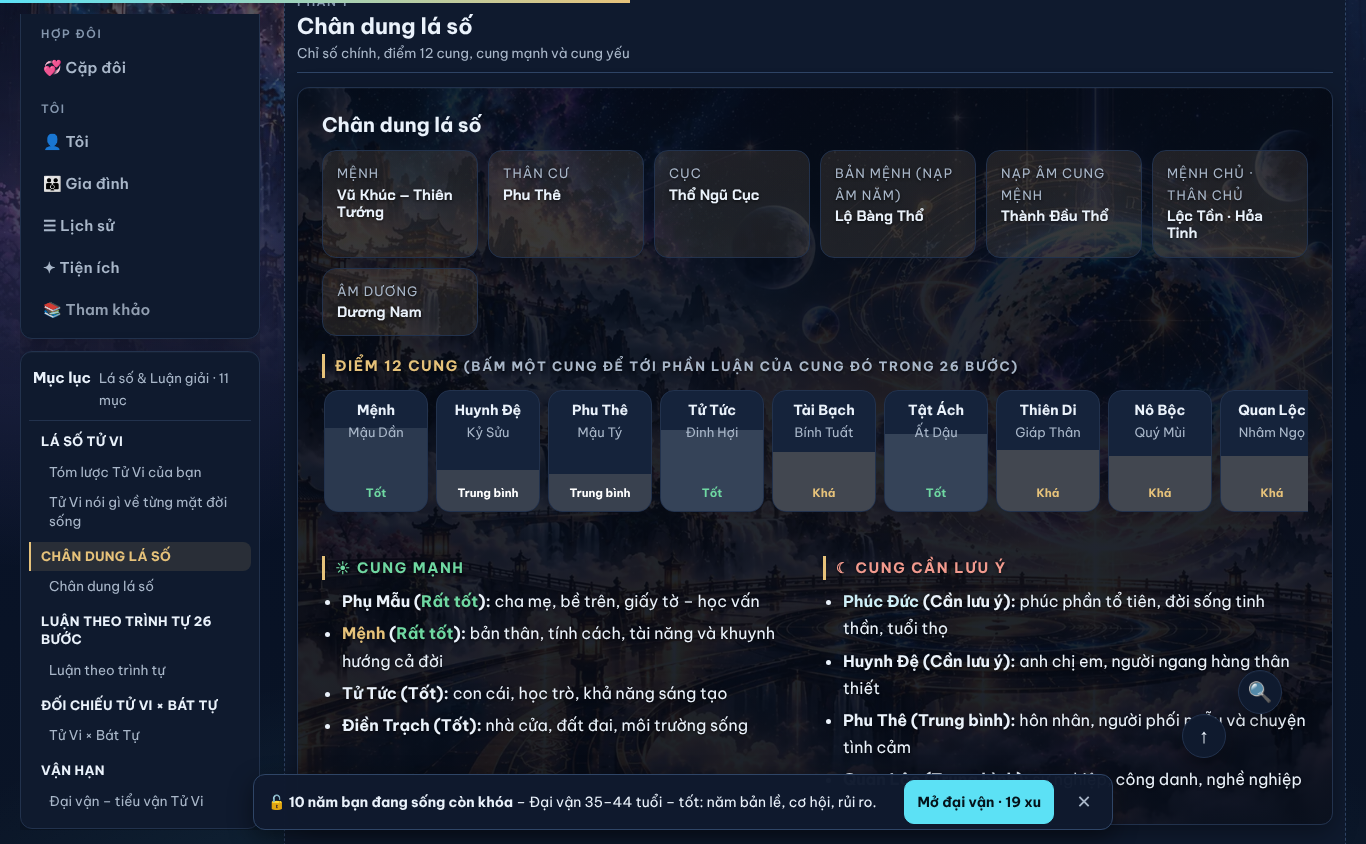 HỢP ĐÔI
💞 Cặp đôi
TÔI
👤 Tôi
👪 Gia đình
☰ Lịch sử
✦ Tiện ích
📚 Tham khảo
Mục lục Lá số & Luận giải · 11
mục
LÁ SỐ TỬ VI
Tóm lược Tử Vi của bạn
Tử Vi nói gì về từng mặt đời
sống
CHÂN DUNG LÁ SỐ
Chân dung lá số
LUẬN THEO TRÌNH TỰ 26
BƯỚC
Luận theo trình tự
ĐỐI CHIẾU TỬ VI × BÁT TỰ
Tử Vi × Bát Tự
VẬN HẠN
Đại vận – tiểu vận Tử Vi
Chân dung lá số
Chỉ số chính, điểm 12 cung, cung mạnh và cung yếu
Chân dung lá số
MỆNH
Vũ Khúc – Thiên
Tướng
THÂN CƯ
Phu Thê
CỤC
Thổ Ngũ Cục
BẢN MỆNH (NẠP
ÂM NĂM)
Lộ Bàng Thổ
NẠP ÂM CUNG
MỆNH
Thành Đầu Thổ
MỆNH CHỦ ·
THÂN CHỦ
Lộc Tồn · Hỏa
Tinh
ÂM DƯƠNG
Dương Nam
ĐIỂM 12 CUNG (BẤM MỘT CUNG ĐỂ TỚI PHẦN LUẬN CỦA CUNG ĐÓ TRONG 26 BƯỚC)
Mệnh
Mậu Dần
Tốt
Huynh Đệ
Kỷ Sửu
Trung bình
Phu Thê
Mậu Tý
Trung bình
Tử Tức
Đinh Hợi
Tốt
Tài Bạch
Bính Tuất
Khá
Tật Ách
Ất Dậu
Tốt
Thiên Di
Giáp Thân
Khá
Nô Bộc
Quý Mùi
Khá
Quan Lộc
Nhâm Ngọ
Khá
☀ CUNG MẠNH
• Phụ Mẫu (Rất tốt): cha mẹ, bề trên, giấy tờ – học vấn
• Mệnh (Rất tốt): bản thân, tính cách, tài năng và khuynh
hướng cả đời
• Tử Tức (Tốt): con cái, học trò, khả năng sáng tạo
• Điền Trạch (Tốt): nhà cửa, đất đai, môi trường sống
☾ CUNG CẦN LƯU Ý
• Phúc Đức (Cần lưu ý): phúc phần tổ tiên, đời sống tinh
thần, tuổi thọ
• Huynh Đệ (Cần lưu ý): anh chị em, người ngang hàng thân
thiết
• Phu Thê (Trung bình): hôn nhân, người phối và chuyện
tình cảm
công danh, nghề nghiệp
🔍
↑
🔓 10 năm bạn đang sống còn khóa – Đại vận 35–44 tuổi – tốt: năm bản lề, cơ hội, rủi ro.
Mở đại vận · 19 xu
✕